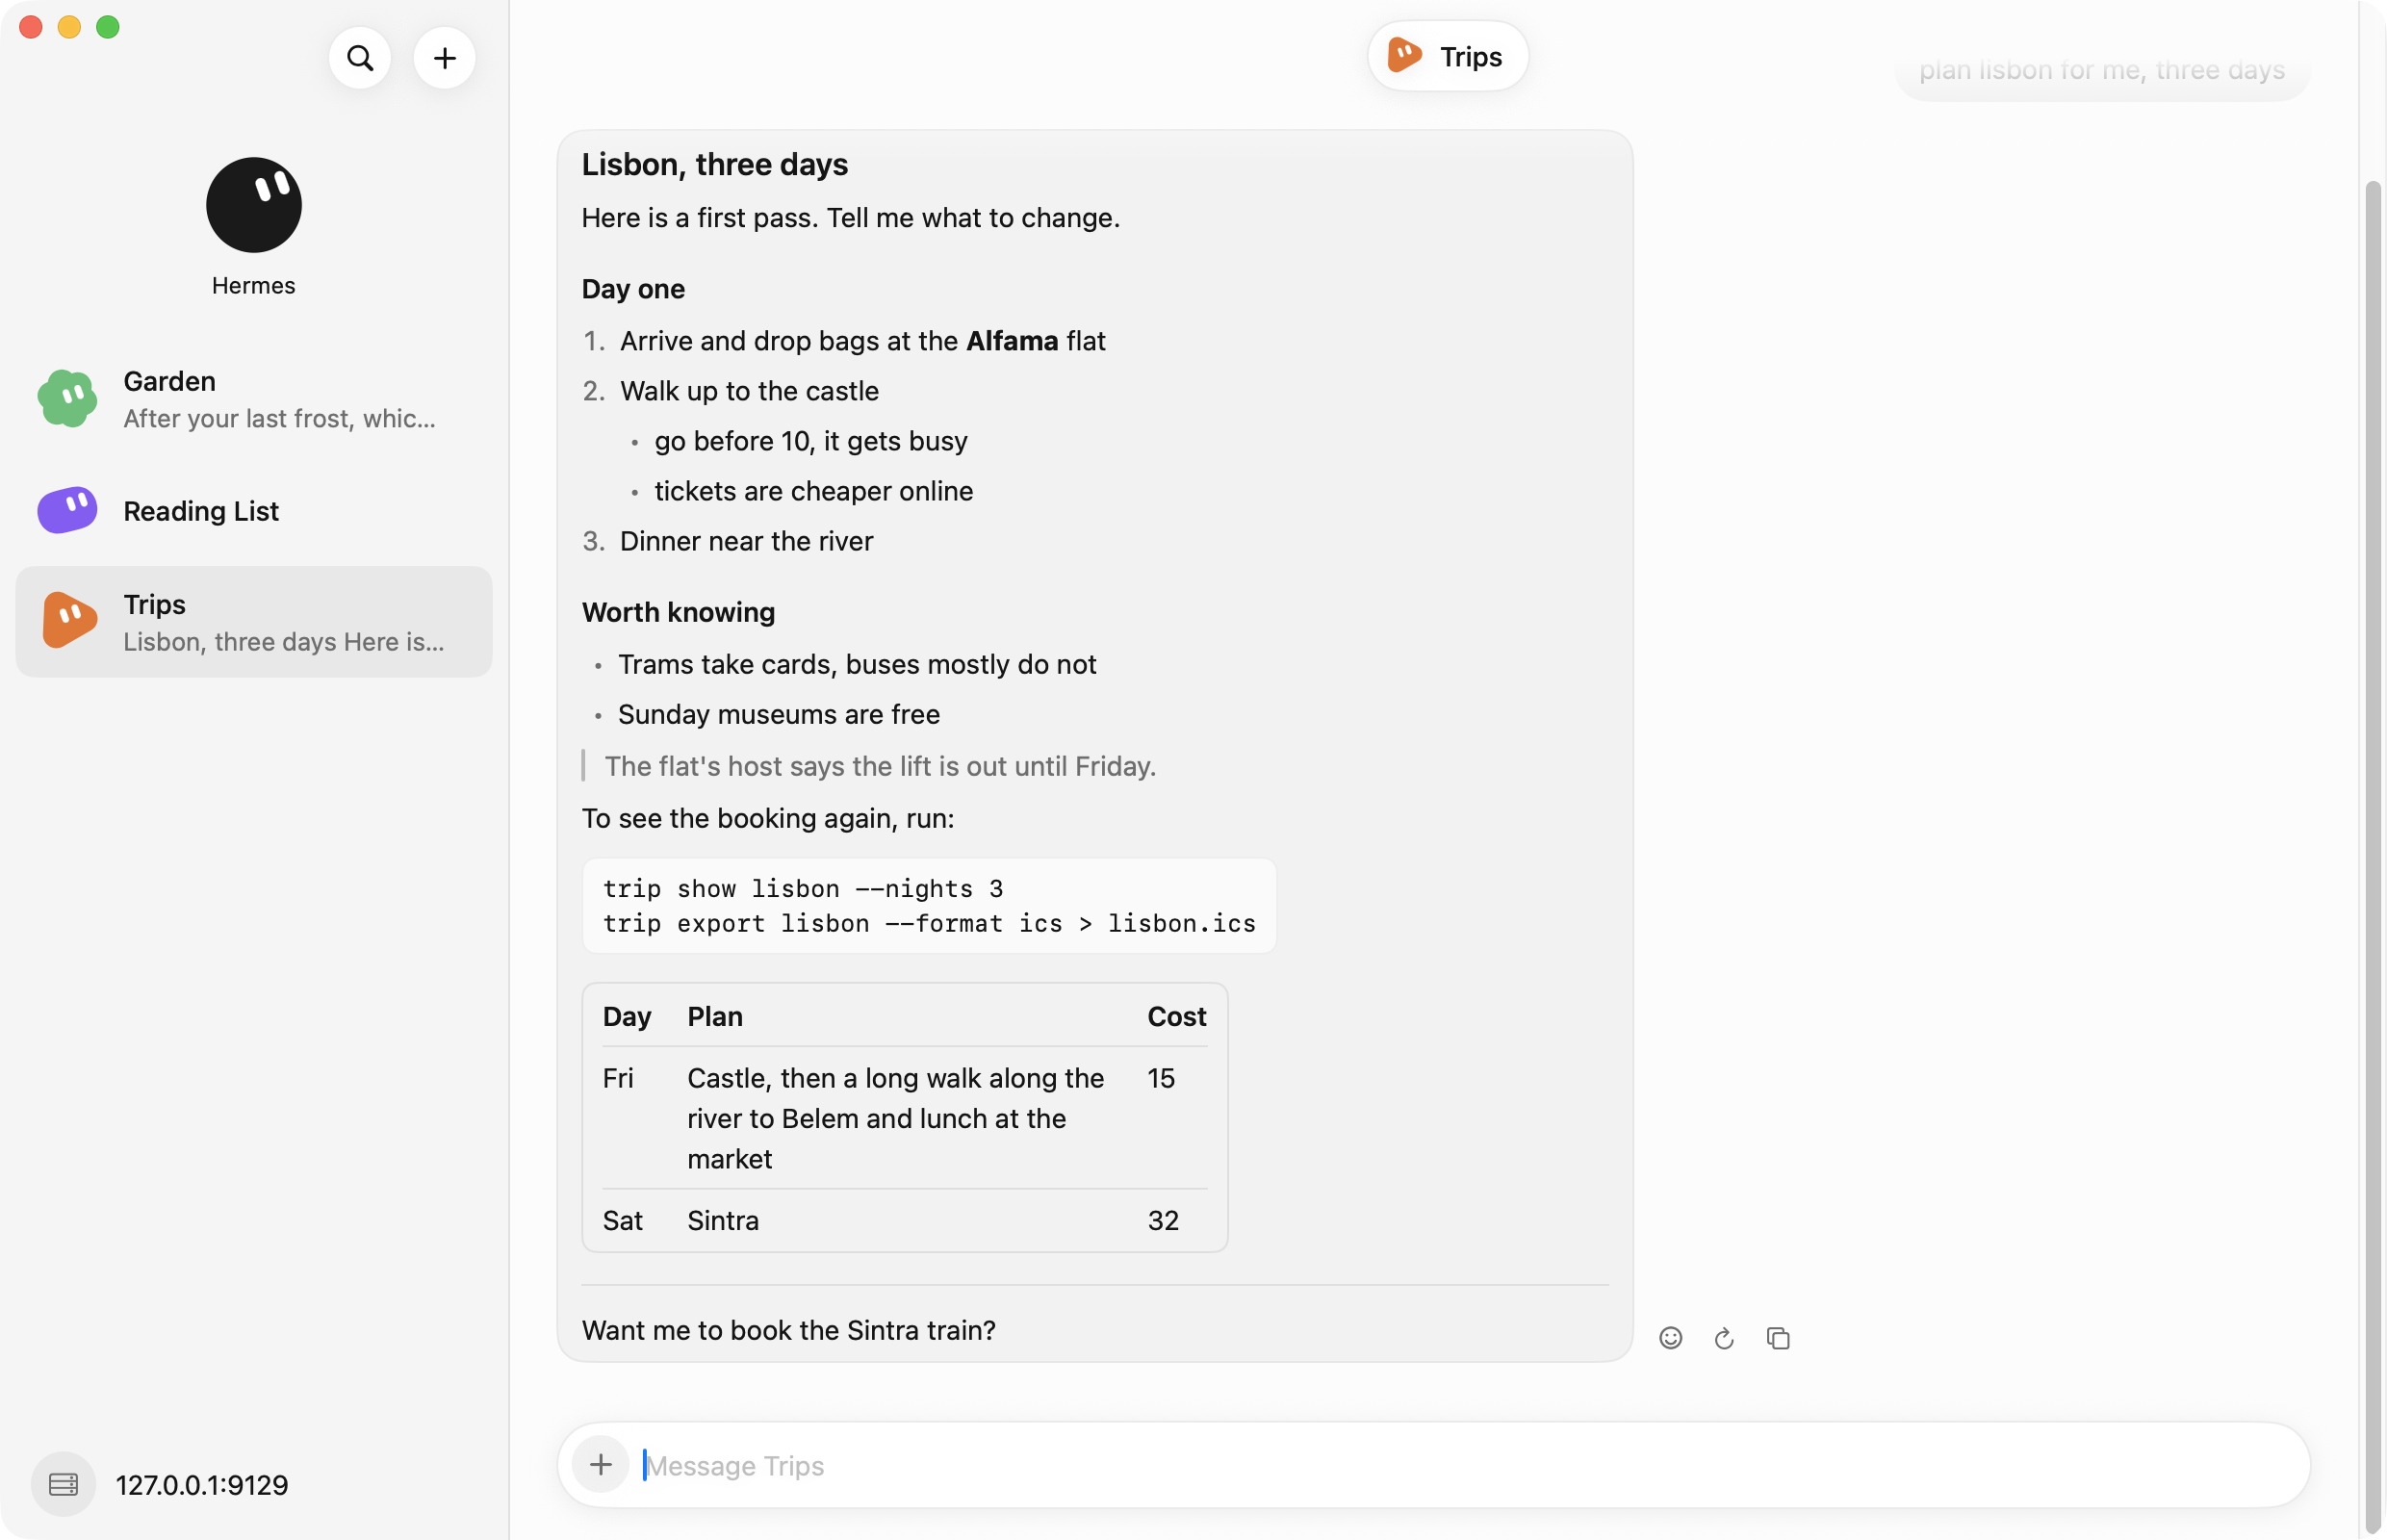 Hermes
Garden
After your last frost, whic...
Reading List
Trips
Lisbon, three days Here is...
127.0.0.1:9129
Trips
plan lisbon for me, three days
Lisbon, three days
Here is a first pass. Tell me what to change.
Day one
1. Arrive and drop bags at the Alfama flat
2. Walk up to the castle
• go before 10, it gets busy
• tickets are cheaper online
3. Dinner near the river
Worth knowing
• Trams take cards, buses mostly do not
• Sunday museums are free
The flat's host says the lift is out until Friday.
To see the booking again, run:
trip show lisbon --nights 3
trip export lisbon --format ics > lisbon.ics
Day Plan Cost
Fri Castle, then a long walk along the 15
river to Belem and lunch at the
market
Sat Sintra 32
Want me to book the Sintra train?
Message Trips